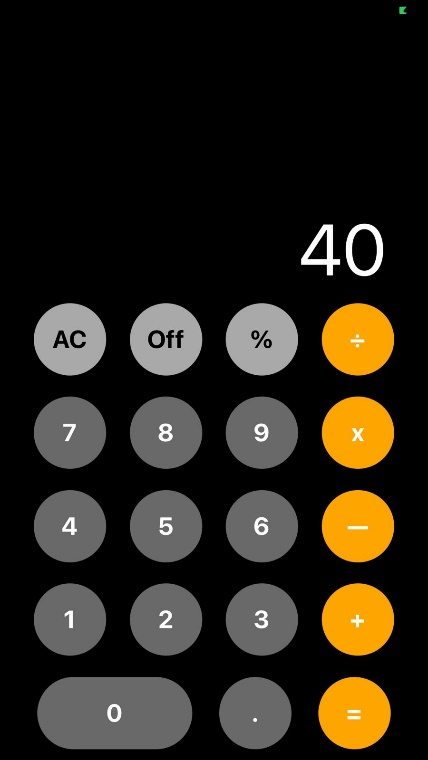 40
AC Off % ÷
7 8 9 x
4 5 6 —
1 2 3 +
0 . =